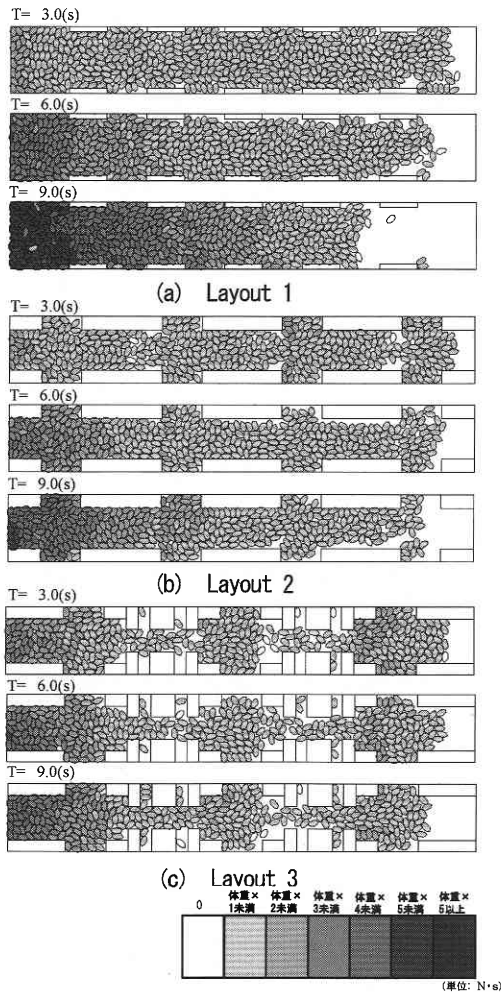 T= 3.0(s)
T= 6.0(s)
T= 9.0(s)
(a) Layout 1
T= 3.0(s)
T= 6.0(s)
T= 9.0(s)
(b) Layout 2
T= 3.0(s)
T= 6.0(s)
T= 9.0(s)
(c) Layout 3
0 体重× 体重× 体重× 体重× 体重× 体重×
1未満 2未満 3未満 4未満 5未満 5以上
(単位: N・s)